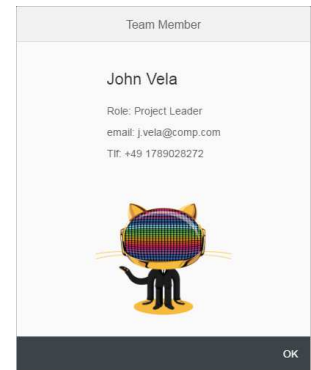 Team Member
John Vela
Role: Project Leader
email: j.vela@comp.com
Tlf: +49 1789028272
OK